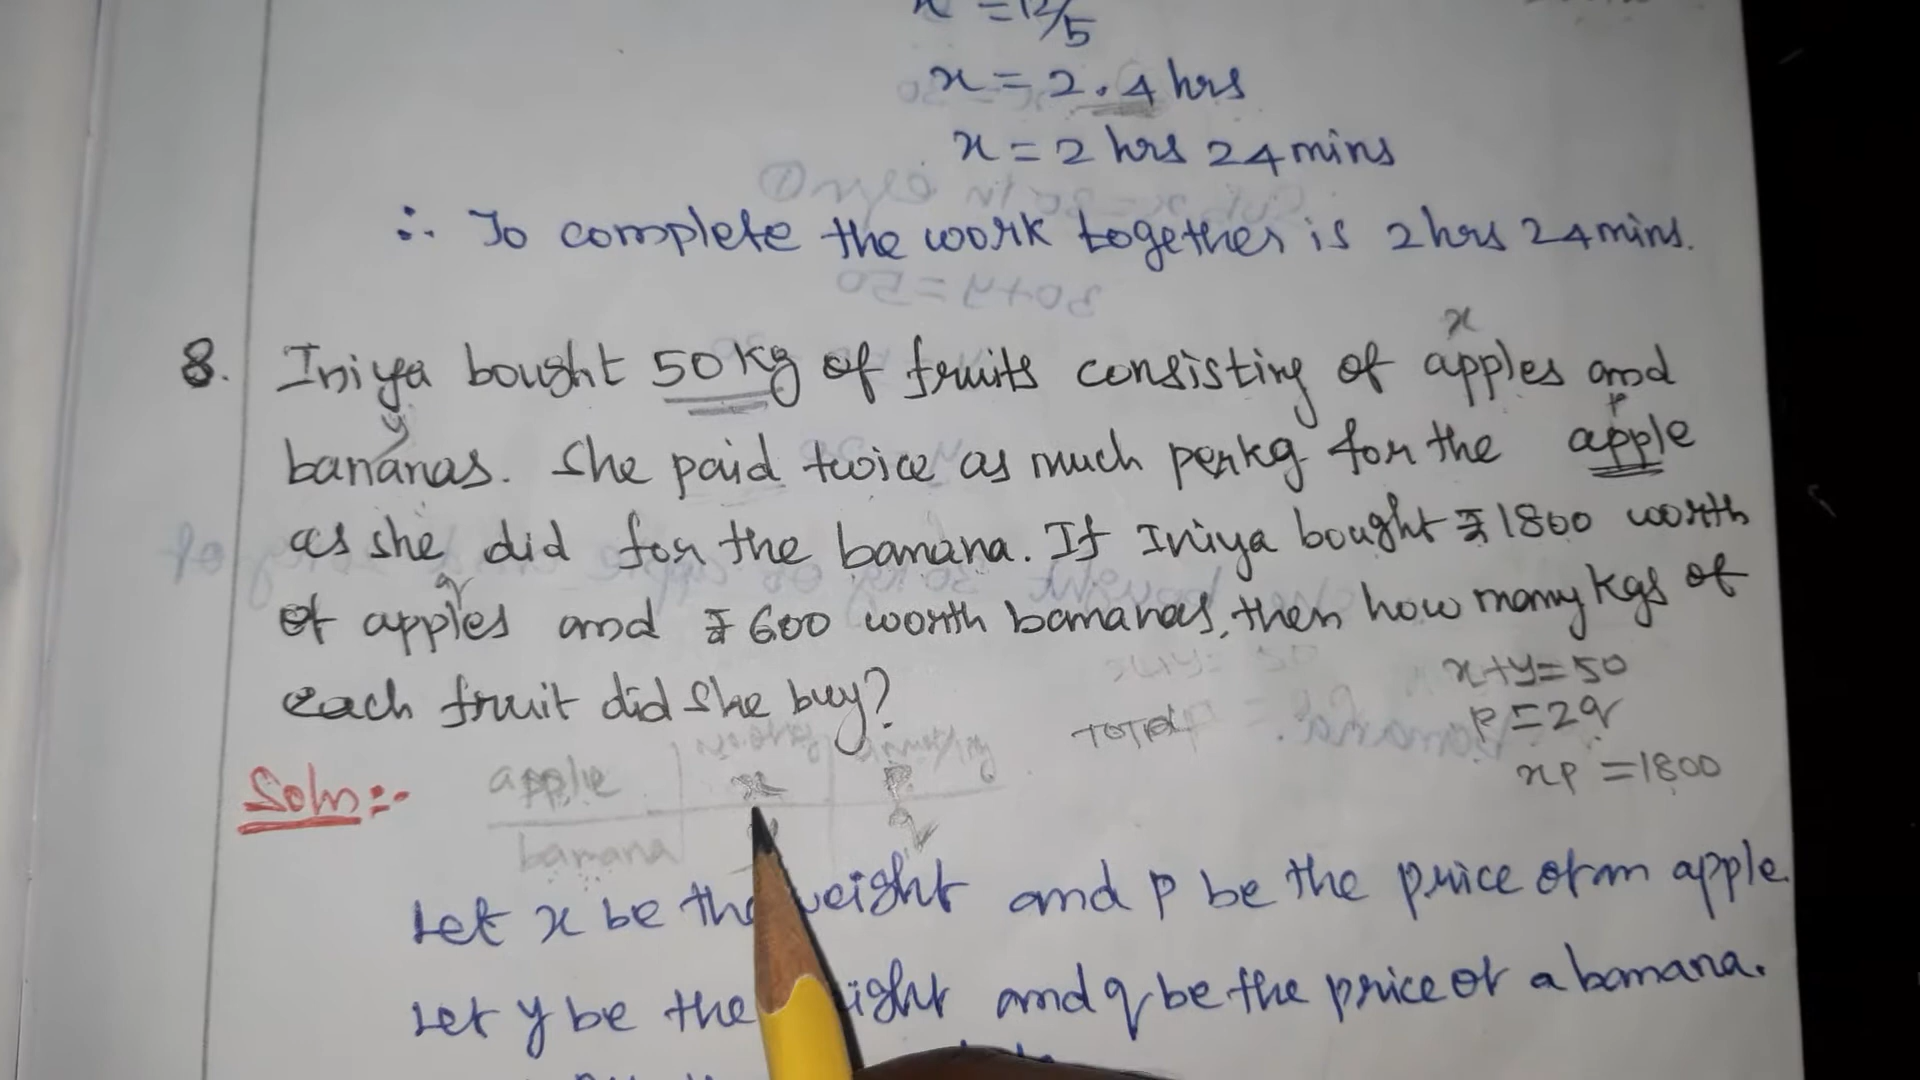 x = 12/5
x = 2.4 hrs
x = 2 hrs 24 mins
∴ To complete the work together is 2 hrs 24 mins.
x
8. Iniya bought 50 kg of fruits consisting of apples and
y p
bananas. She paid twice as much per kg for the apple
as she did for the banana. If Iniya bought ₹ 1800 worth
q
of apples and ₹ 600 worth bananas, then how many kgs of
each fruit did she buy?
x+y=50
p=2q
xp=1800
TOTAL
Soln:-
apple x p
banana y q
Let x be the weight and p be the price of an apple.
Let y be the weight and q be the price of a banana.